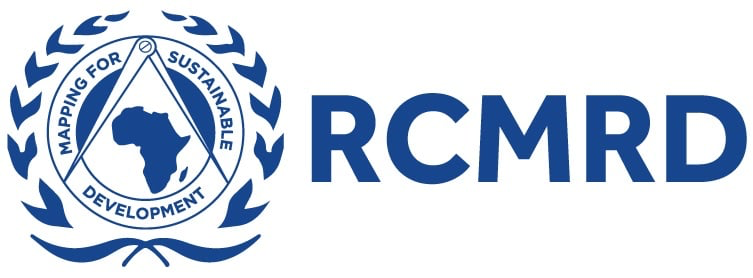 MAPPING FOR
SUSTAINABLE
DEVELOPMENT
RCMRD